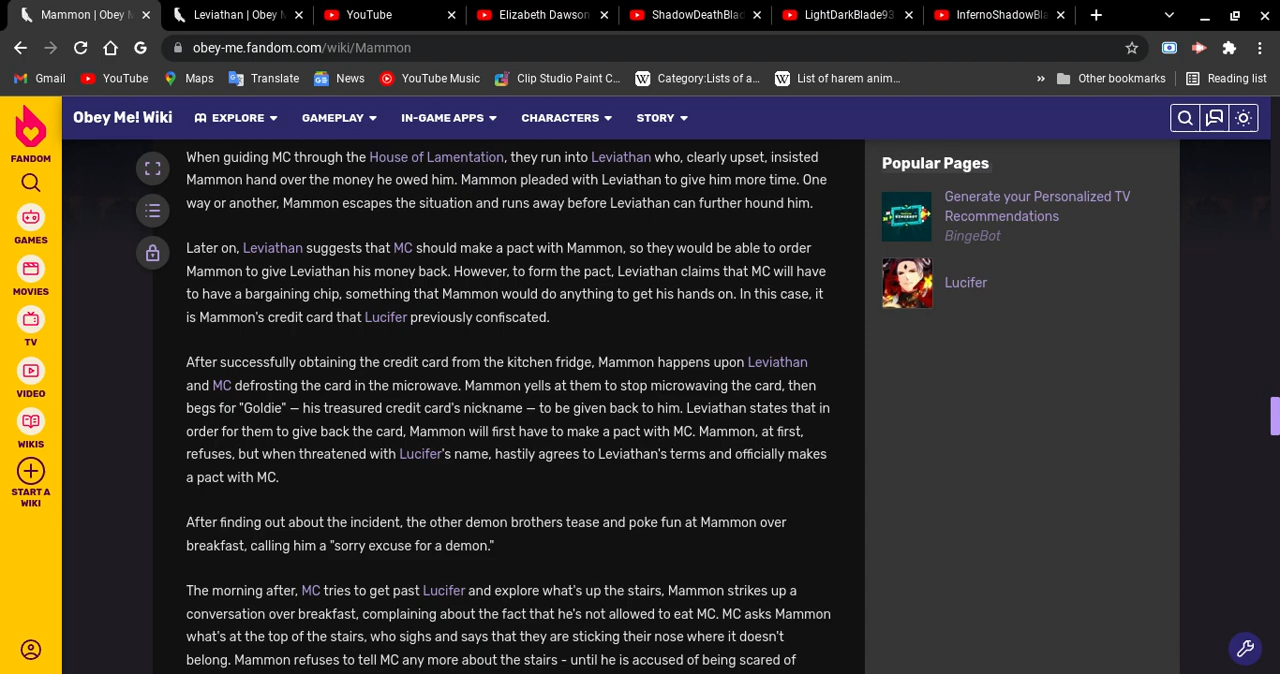 Mammon | Obey M
Leviathan | Obey M
YouTube
Elizabeth Dawson
ShadowDeathBlad
LightDarkBlade93
InfernoShadowBla
obey-me.fandom.com/wiki/Mammon
Gmail
YouTube
Maps
Translate
News
YouTube Music
Clip Studio Paint C...
Category:Lists of a...
List of harem anim...
»
Other bookmarks
Reading list
FANDOM
GAMES
MOVIES
TV
VIDEO
WIKIS
START A
WIKI
Obey Me! Wiki
EXPLORE
GAMEPLAY
IN-GAME APPS
CHARACTERS
STORY
When guiding MC through the House of Lamentation, they run into Leviathan who, clearly upset, insisted
Mammon hand over the money he owed him. Mammon pleaded with Leviathan to give him more time. One
way or another, Mammon escapes the situation and runs away before Leviathan can further hound him.
Later on, Leviathan suggests that MC should make a pact with Mammon, so they would be able to order
Mammon to give Leviathan his money back. However, to form the pact, Leviathan claims that MC will have
to have a bargaining chip, something that Mammon would do anything to get his hands on. In this case, it
is Mammon's credit card that Lucifer previously confiscated.
After successfully obtaining the credit card from the kitchen fridge, Mammon happens upon Leviathan
and MC defrosting the card in the microwave. Mammon yells at them to stop microwaving the card, then
begs for "Goldie" — his treasured credit card's nickname — to be given back to him. Leviathan states that in
order for them to give back the card, Mammon will first have to make a pact with MC. Mammon, at first,
refuses, but when threatened with Lucifer's name, hastily agrees to Leviathan's terms and officially makes
a pact with MC.
After finding out about the incident, the other demon brothers tease and poke fun at Mammon over
breakfast, calling him a "sorry excuse for a demon."
The morning after, MC tries to get past Lucifer and explore what's up the stairs, Mammon strikes up a
conversation over breakfast, complaining about the fact that he's not allowed to eat MC. MC asks Mammon
what's at the top of the stairs, who sighs and says that they are sticking their nose where it doesn't
belong. Mammon refuses to tell MC any more about the stairs - until he is accused of being scared of
Popular Pages
Generate your Personalized TV
Recommendations
BingeBot
Lucifer